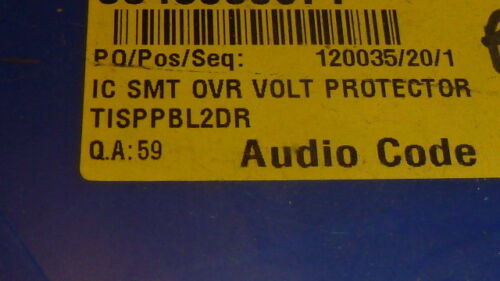 PO/Pos/Seq: 120035/20/1
IC SMT OVR VOLT PROTECTOR
TISPPBL2DR
Q.A: 59 Audio Code